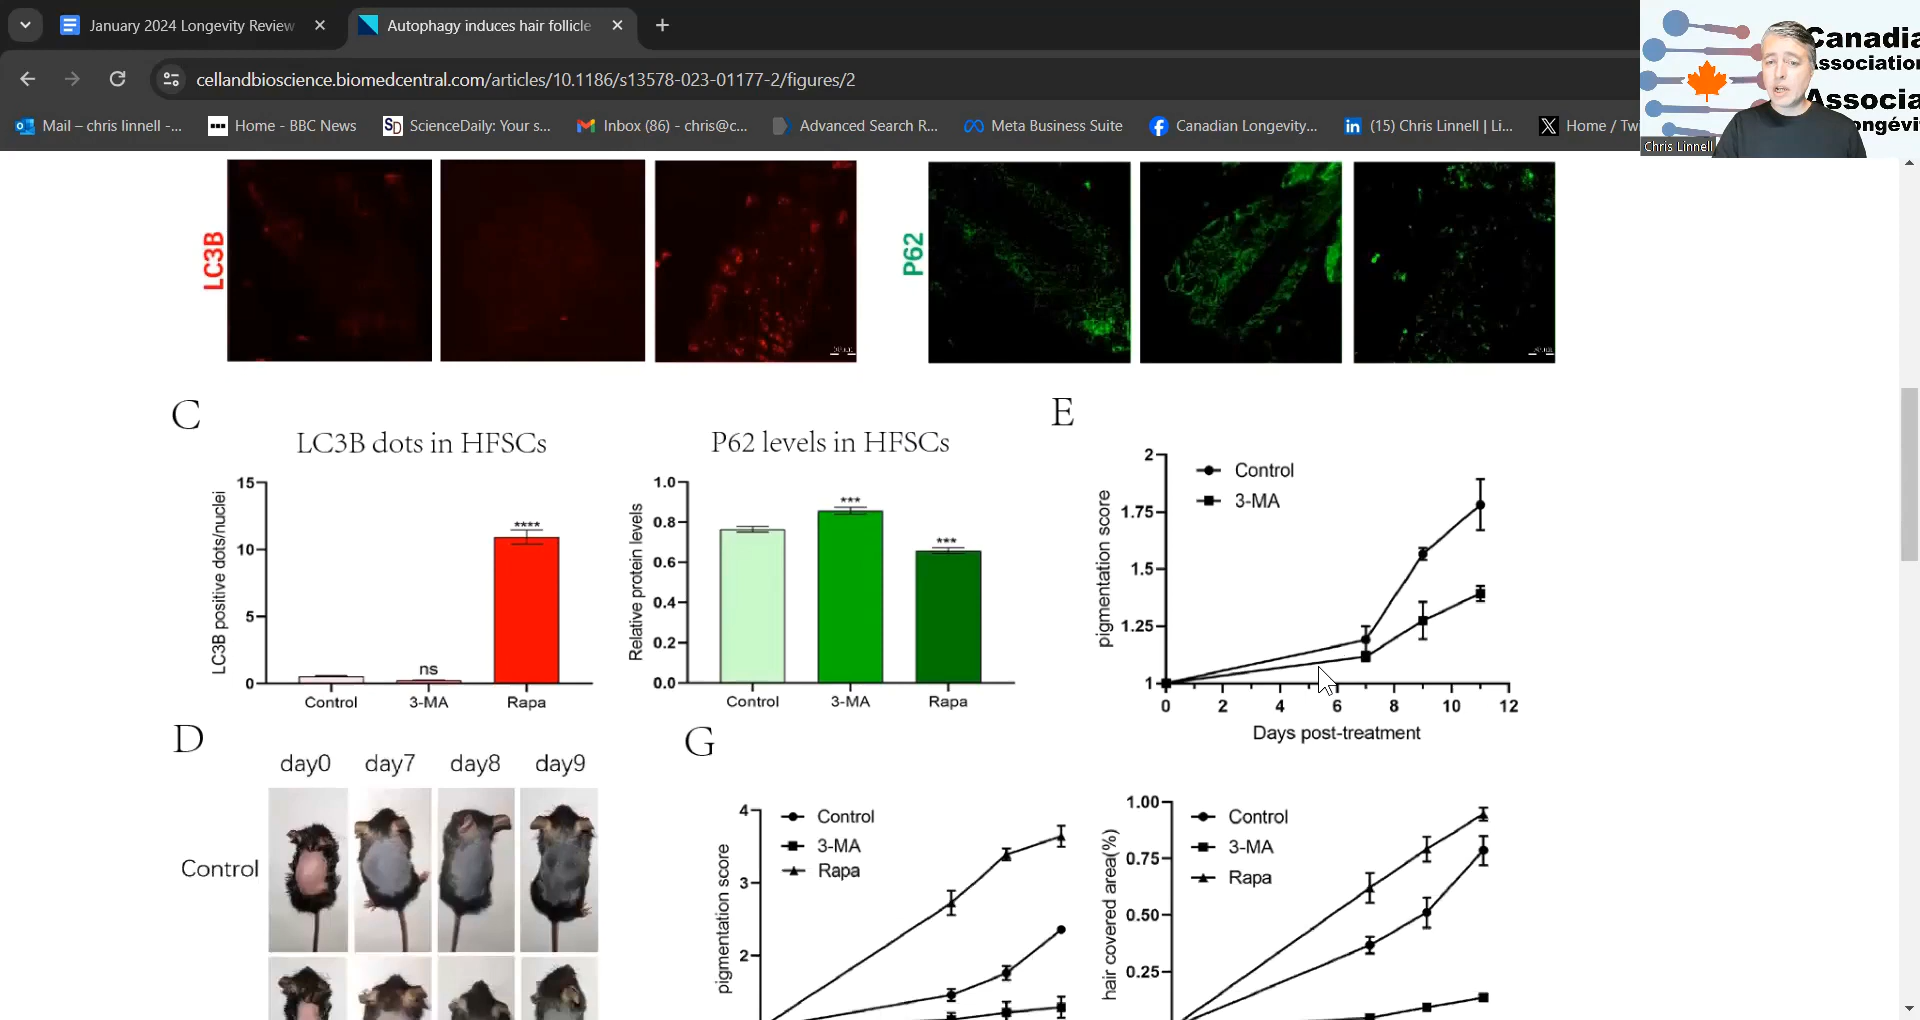 January 2024 Longevity Review
Autophagy induces hair follicle
cellandbioscience.biomedcentral.com/articles/10.1186/s13578-023-01177-2/figures/2
Mail – chris linnell -...
Home - BBC News
SD
ScienceDaily: Your s...
Inbox (86) - chris@c...
Advanced Search R...
Meta Business Suite
Canadian Longevity...
(15) Chris Linnell | Li...
Home / Twi
Canadia
Association
Associa
ongévi
Chris Linnell
LC3B
P62
C
LC3B dots in HFSCs
LC3B positive dots/nuclei
15
10
5
0
ns
****
Control
3-MA
Rapa
P62 levels in HFSCs
Relative protein levels
1.0
0.8
0.6
0.4
0.2
0.0
***
***
Control
3-MA
Rapa
E
pigmentation score
2
1.75
1.5
1.25
1
Control
3-MA
0 2 4 6 8 10 12
Days post-treatment
D
day0 day7 day8 day9
Control
G
pigmentation score
4
3
2
Control
3-MA
Rapa
hair covered area(%)
1.00
0.75
0.50
0.25
Control
3-MA
Rapa